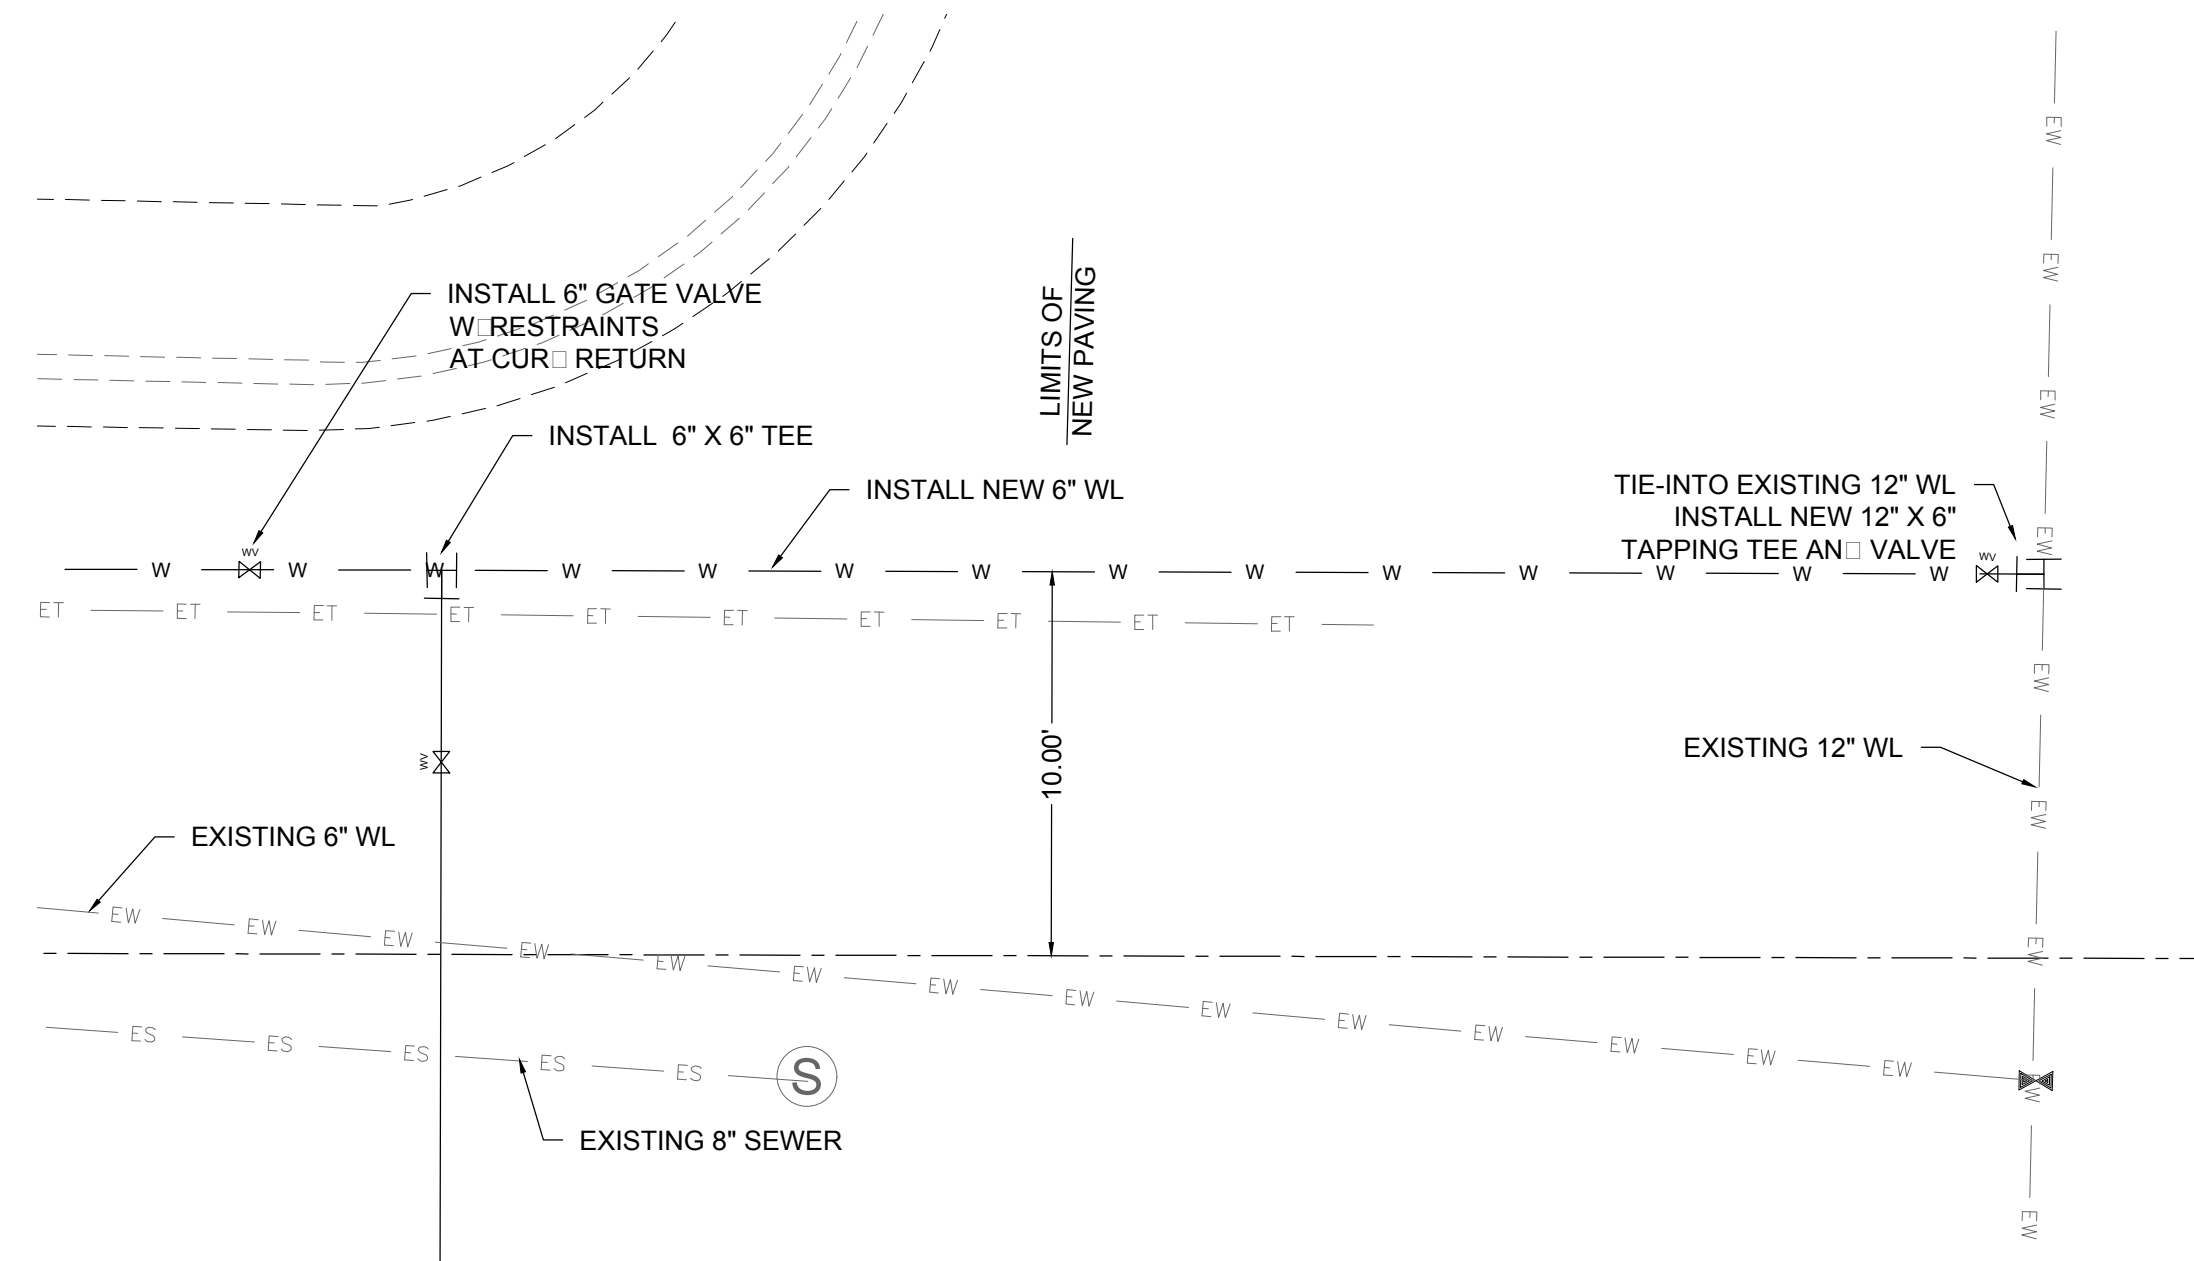 INSTALL 6" GATE VALVE
W□RESTRAINTS
AT CUR□ RETURN
LIMITS OF
NEW PAVING
INSTALL 6" X 6" TEE
INSTALL NEW 6" WL
TIE-INTO EXISTING 12" WL
INSTALL NEW 12" X 6"
TAPPING TEE AN□ VALVE
WV
WV
W W W W W W W W W W W W W W
ET ET ET ET ET ET ET ET ET ET
WV
10.00'
EXISTING 12" WL
EXISTING 6" WL
EW EW EW EW EW EW EW EW EW EW EW EW EW EW
ES ES ES ES ES
S
EXISTING 8" SEWER
EW EW EW EW EW EW EW EW EW